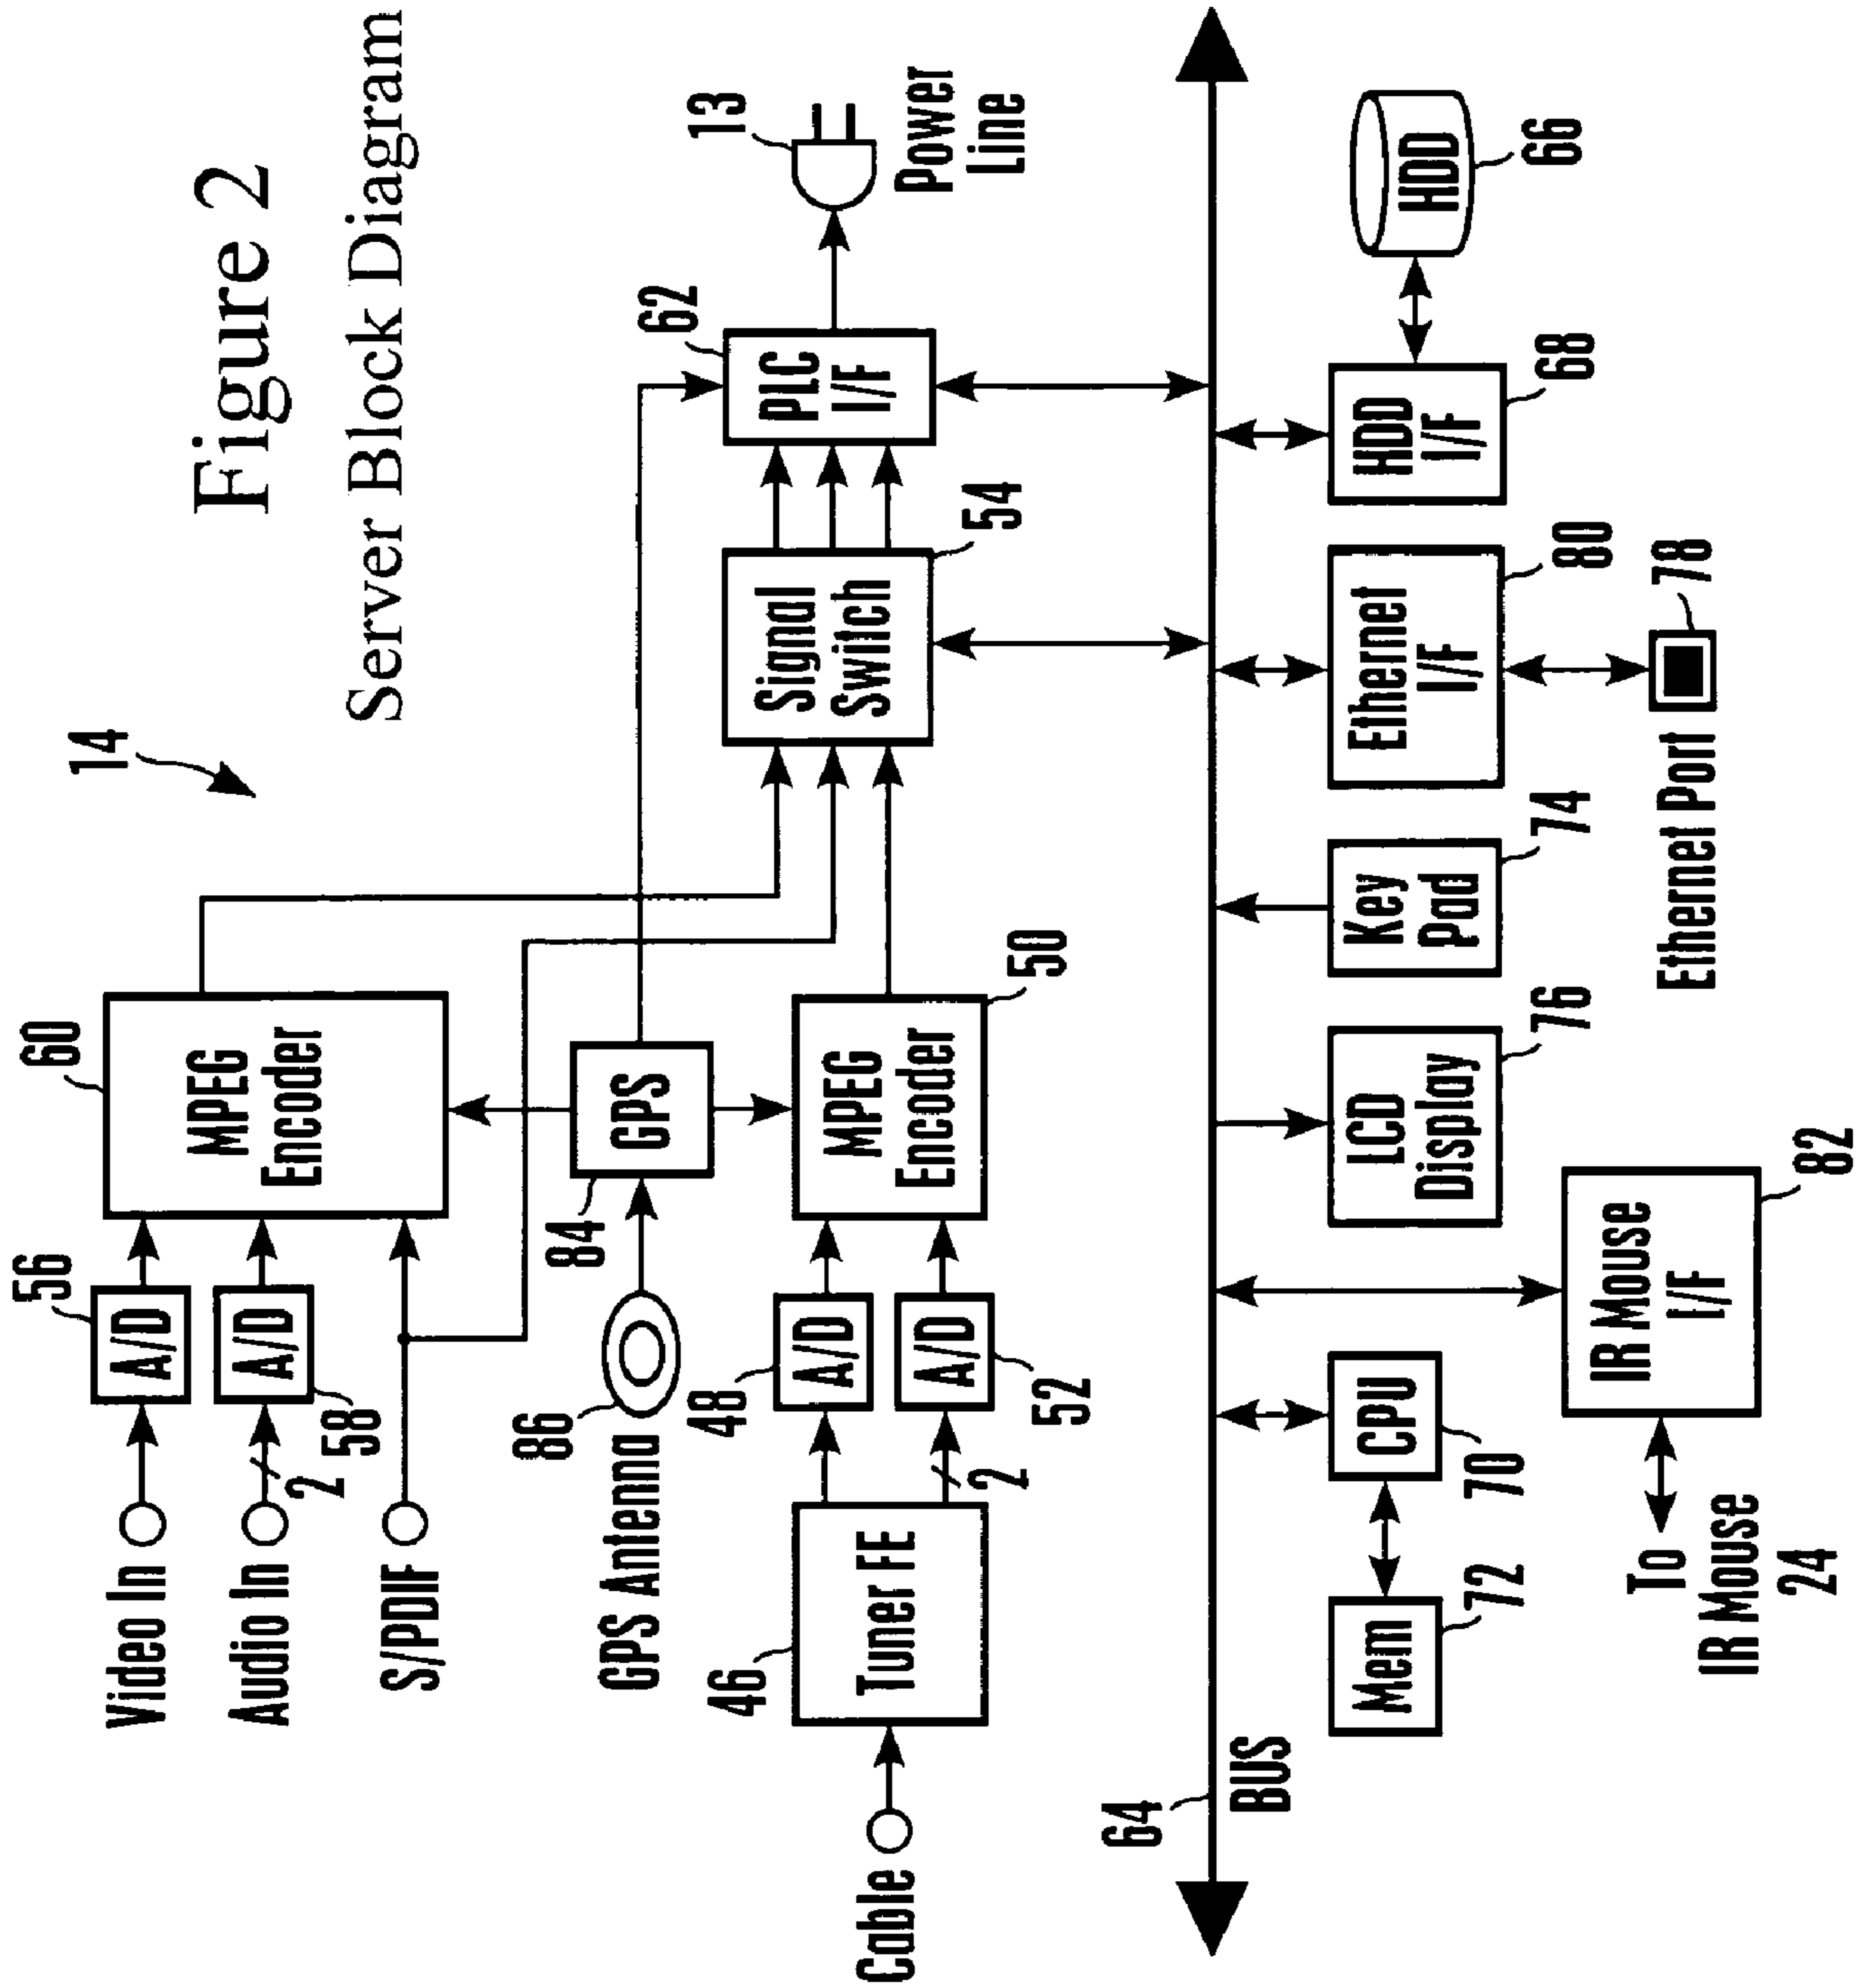 Figure 2
Server Block Diagram
14
60
56
Video In
A/D
MPEG
Encoder
Audio In
2
A/D
58
S/PDIF
84
GPS
86
GPS Antenna
62
13
PLC
I/F
Power
Line
Signal
Switch
54
46
48
Cable
Tuner FE
A/D
MPEG
Encoder
50
2
A/D
52
64
BUS
Mem
72
CPU
70
LCD
Display
76
Key
Pad
74
Ethernet
I/F
80
HDD
I/F
68
HDD
66
To
IR Mouse
24
IR Mouse
I/F
82
Ethernet Port
78